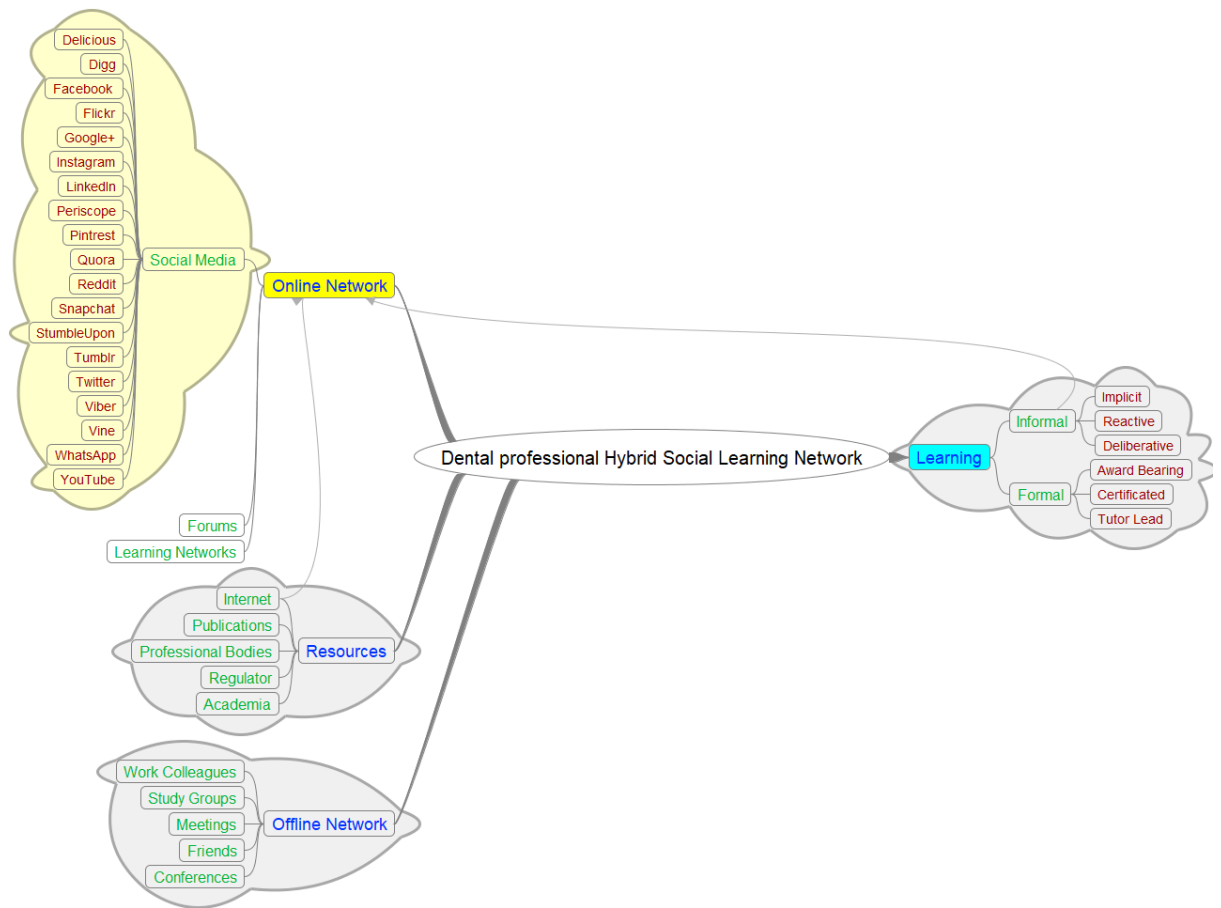 Delicious
Digg
Facebook
Flickr
Google+
Instagram
LinkedIn
Periscope
Pintrest
Quora
Reddit
Snapchat
StumbleUpon
Tumblr
Twitter
Viber
Vine
WhatsApp
YouTube
Social Media
Forums
Learning Networks
Online Network
Internet
Publications
Professional Bodies
Regulator
Academia
Resources
Work Colleagues
Study Groups
Meetings
Friends
Conferences
Offline Network
Dental professional Hybrid Social Learning Network
Learning
Informal
Implicit
Reactive
Deliberative
Formal
Award Bearing
Certificated
Tutor Lead